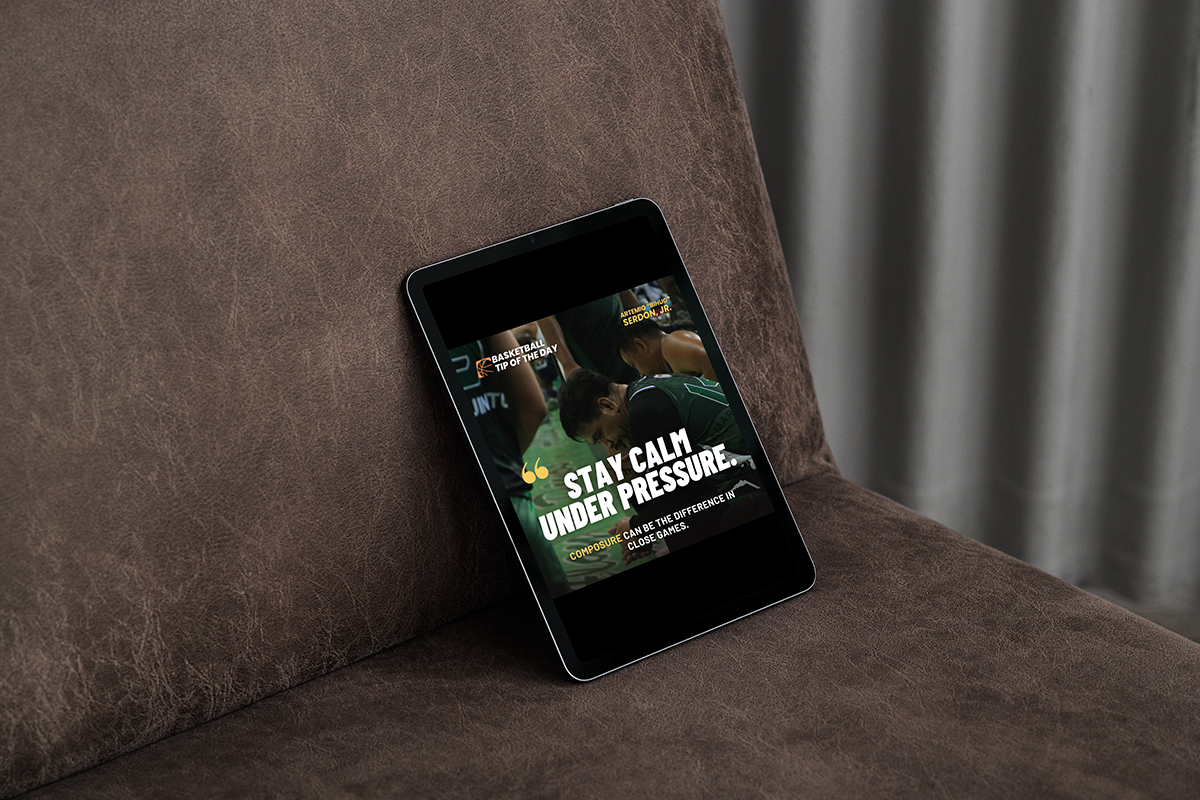 ARTEMIO "BIHUG"
SERDON, JR.
BASKETBALL
TIP OF THE DAY
“
STAY CALM
UNDER PRESSURE.
COMPOSURE CAN BE THE DIFFERENCE IN
CLOSE GAMES.